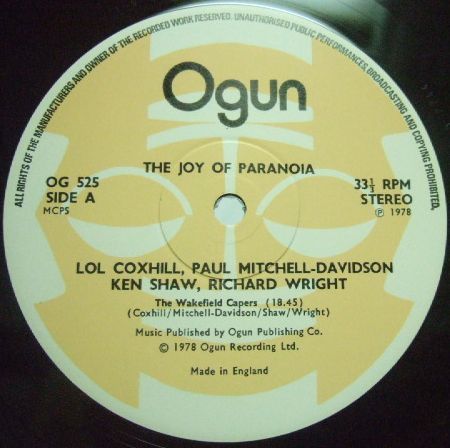 ALL RIGHTS OF THE MANUFACTURERS AND OWNER OF THE RECORDED WORK RESERVED. UNAUTHORISED PUBLIC PERFORMANCES, BROADCASTING AND COPYING PROHIBITED.
Ogun
THE JOY OF PARANOIA
OG 525
SIDE A
MCPS
33⅓ RPM
STEREO
℗ 1978
LOL COXHILL, PAUL MITCHELL-DAVIDSON
KEN SHAW, RICHARD WRIGHT
The Wakefield Capers (18.45)
(Coxhill/Mitchell-Davidson/Shaw/Wright)
Music Published by Ogun Publishing Co.
© 1978 Ogun Recording Ltd.
Made in England